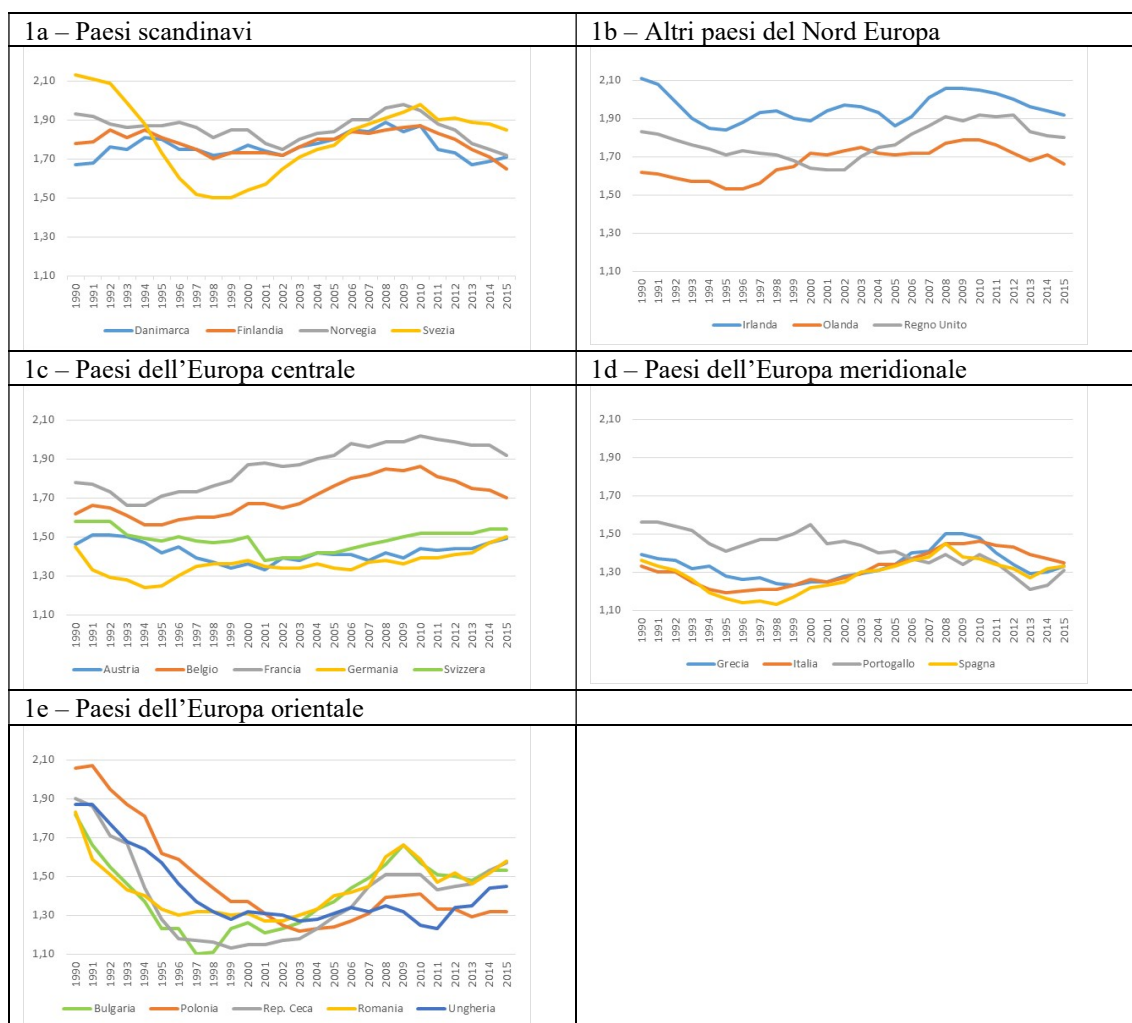 1a – Paesi scandinavi
2,10
1,90
1,70
1,50
1,30
1,10
1990 1991 1992 1993 1994 1995 1996 1997 1998 1999 2000 2001 2002 2003 2004 2005 2006 2007 2008 2009 2010 2011 2012 2013 2014 2015
Danimarca Finlandia Norvegia Svezia
1b – Altri paesi del Nord Europa
2,10
1,90
1,70
1,50
1,30
1,10
1990 1991 1992 1993 1994 1995 1996 1997 1998 1999 2000 2001 2002 2003 2004 2005 2006 2007 2008 2009 2010 2011 2012 2013 2014 2015
Irlanda Olanda Regno Unito
1c – Paesi dell’Europa centrale
2,10
1,90
1,70
1,50
1,30
1,10
1990 1991 1992 1993 1994 1995 1996 1997 1998 1999 2000 2001 2002 2003 2004 2005 2006 2007 2008 2009 2010 2011 2012 2013 2014 2015
Austria Belgio Francia Germania Svizzera
1d – Paesi dell’Europa meridionale
2,10
1,90
1,70
1,50
1,30
1,10
1990 1991 1992 1993 1994 1995 1996 1997 1998 1999 2000 2001 2002 2003 2004 2005 2006 2007 2008 2009 2010 2011 2012 2013 2014 2015
Grecia Italia Portogallo Spagna
1e – Paesi dell’Europa orientale
2,10
1,90
1,70
1,50
1,30
1,10
1990 1991 1992 1993 1994 1995 1996 1997 1998 1999 2000 2001 2002 2003 2004 2005 2006 2007 2008 2009 2010 2011 2012 2013 2014 2015
Bulgaria Polonia Rep. Ceca Romania Ungheria